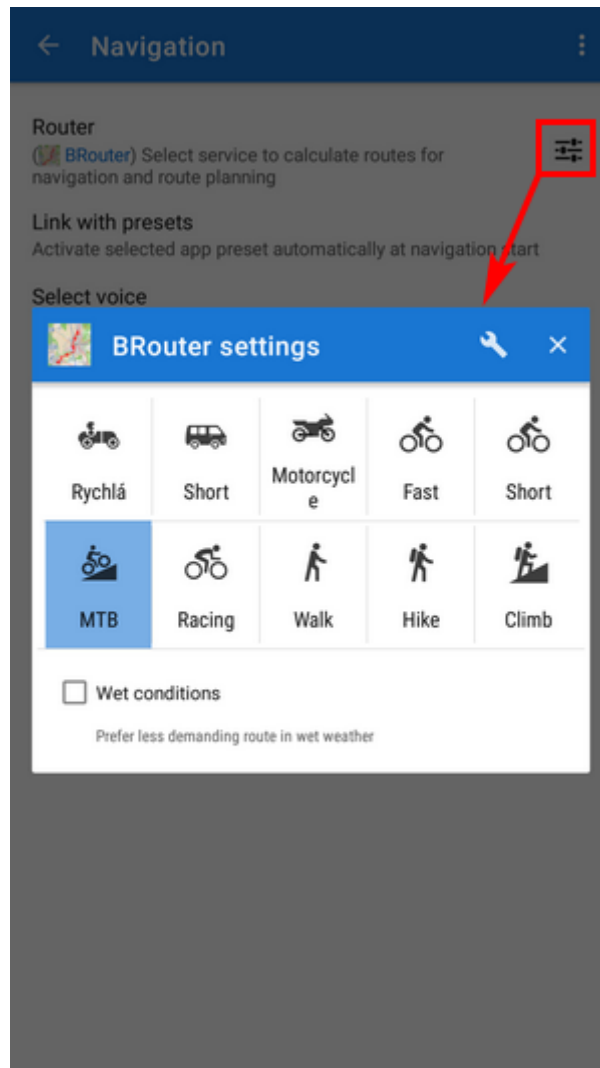 Navigation
Router
(BRouter) Select service to calculate routes for
navigation and route planning
Link with presets
Activate selected app preset automatically at navigation start
Select voice
BRouter settings
Rychlá
Short
Motorcycl
e
Fast
Short
MTB
Racing
Walk
Hike
Climb
Wet conditions
Prefer less demanding route in wet weather